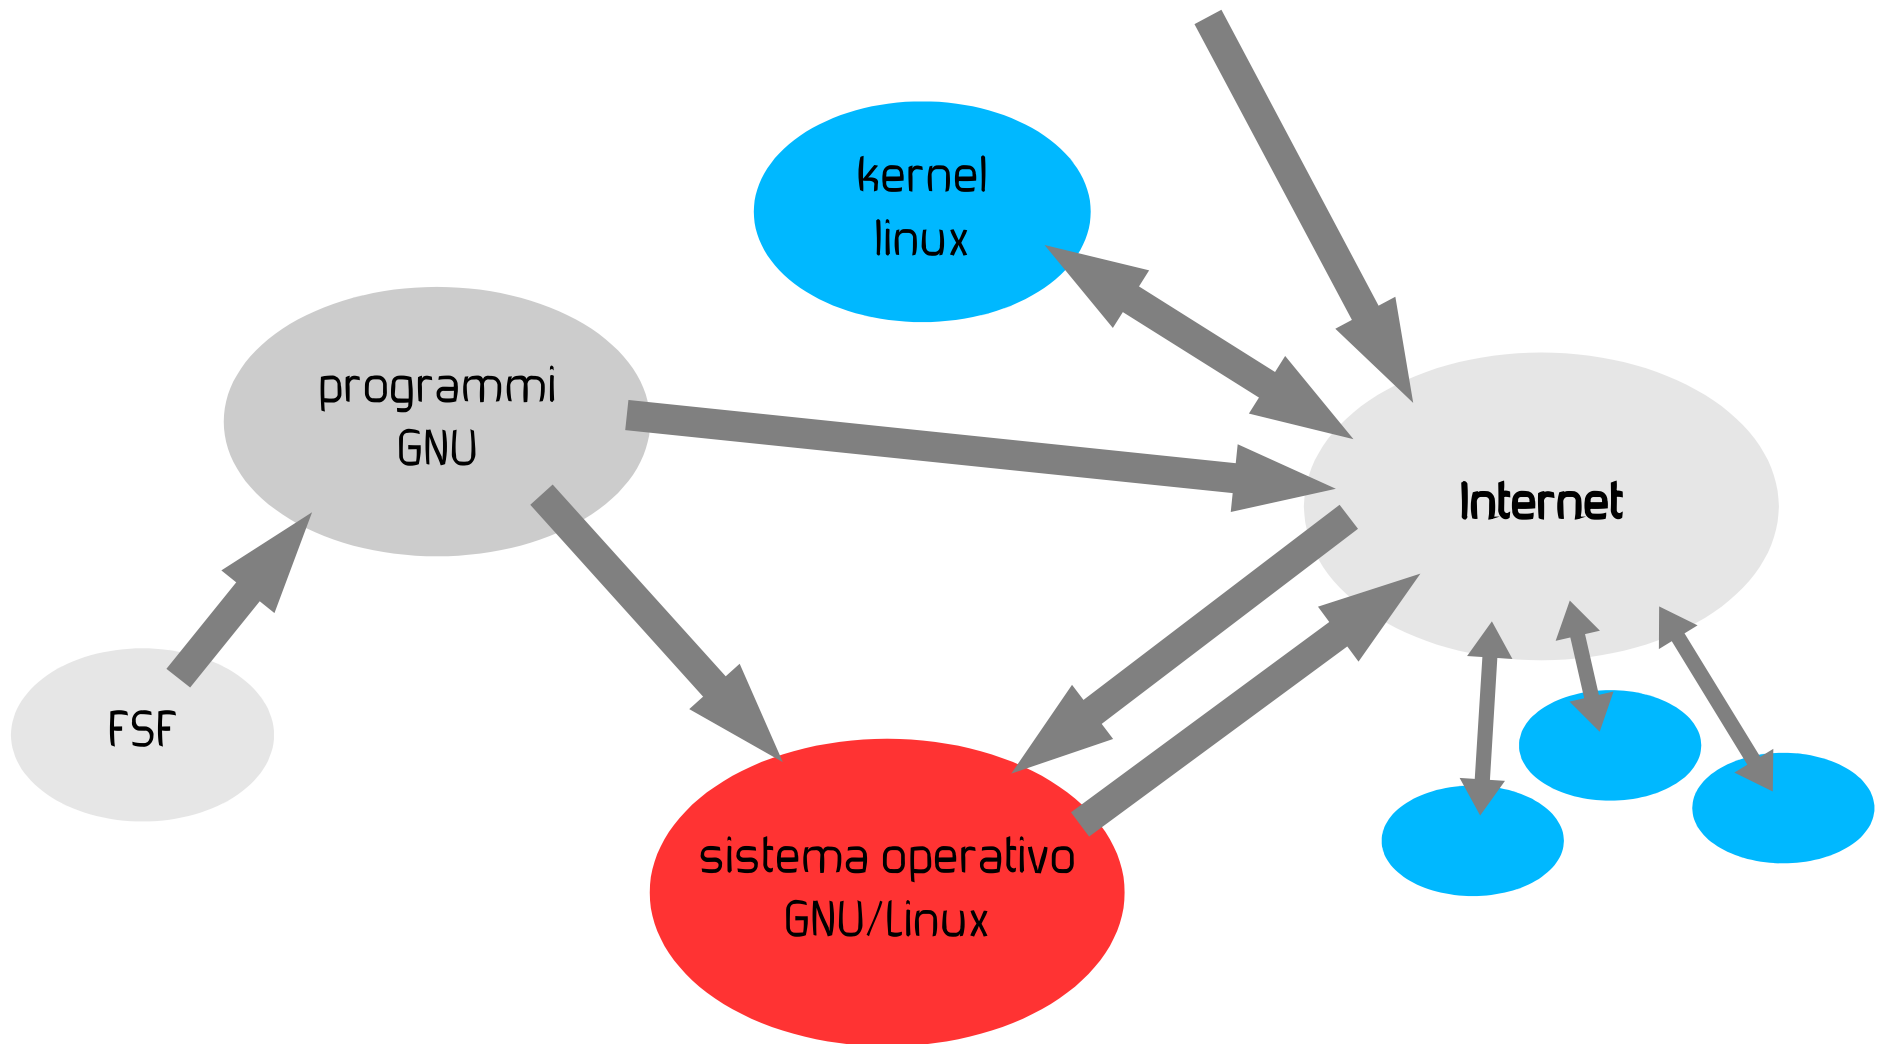 kernel
linux
programmi
GNU
Internet
FSF
sistema operativo
GNU/Linux